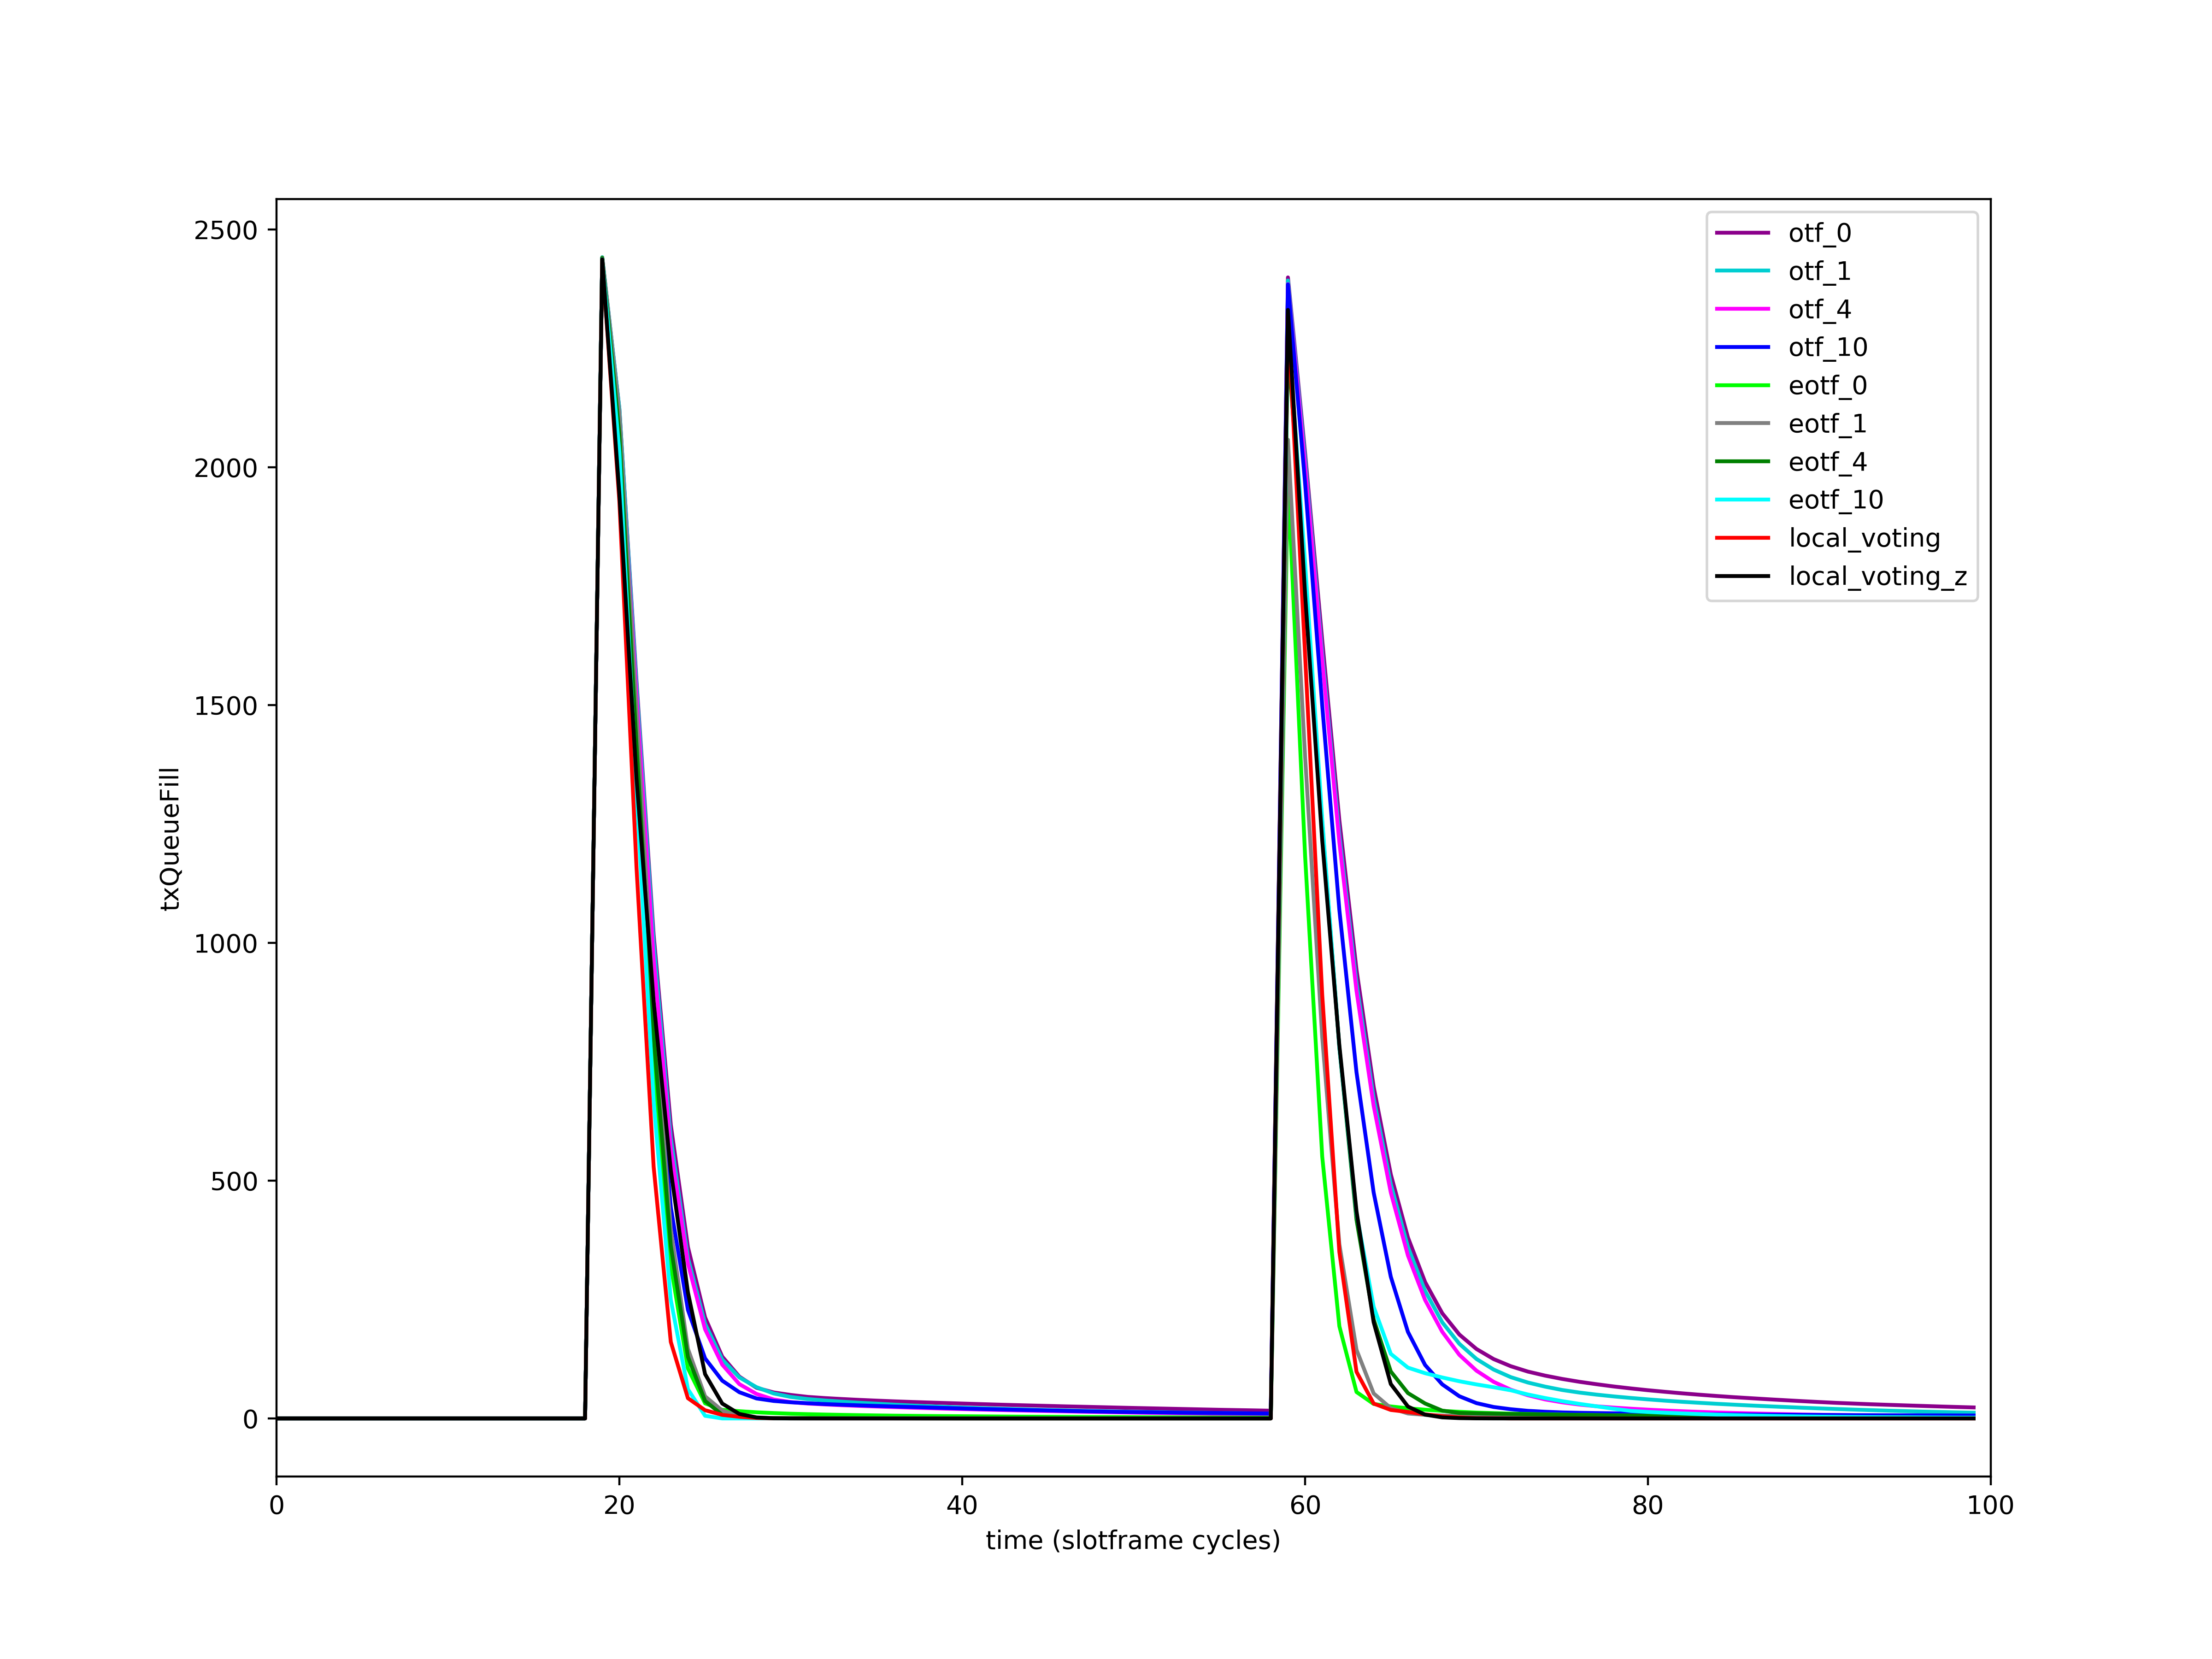 2500
2000
1500
1000
500
0
txQueueFill
0 20 40 60 80 100
time (slotframe cycles)
otf_0
otf_1
otf_4
otf_10
eotf_0
eotf_1
eotf_4
eotf_10
local_voting
local_voting_z